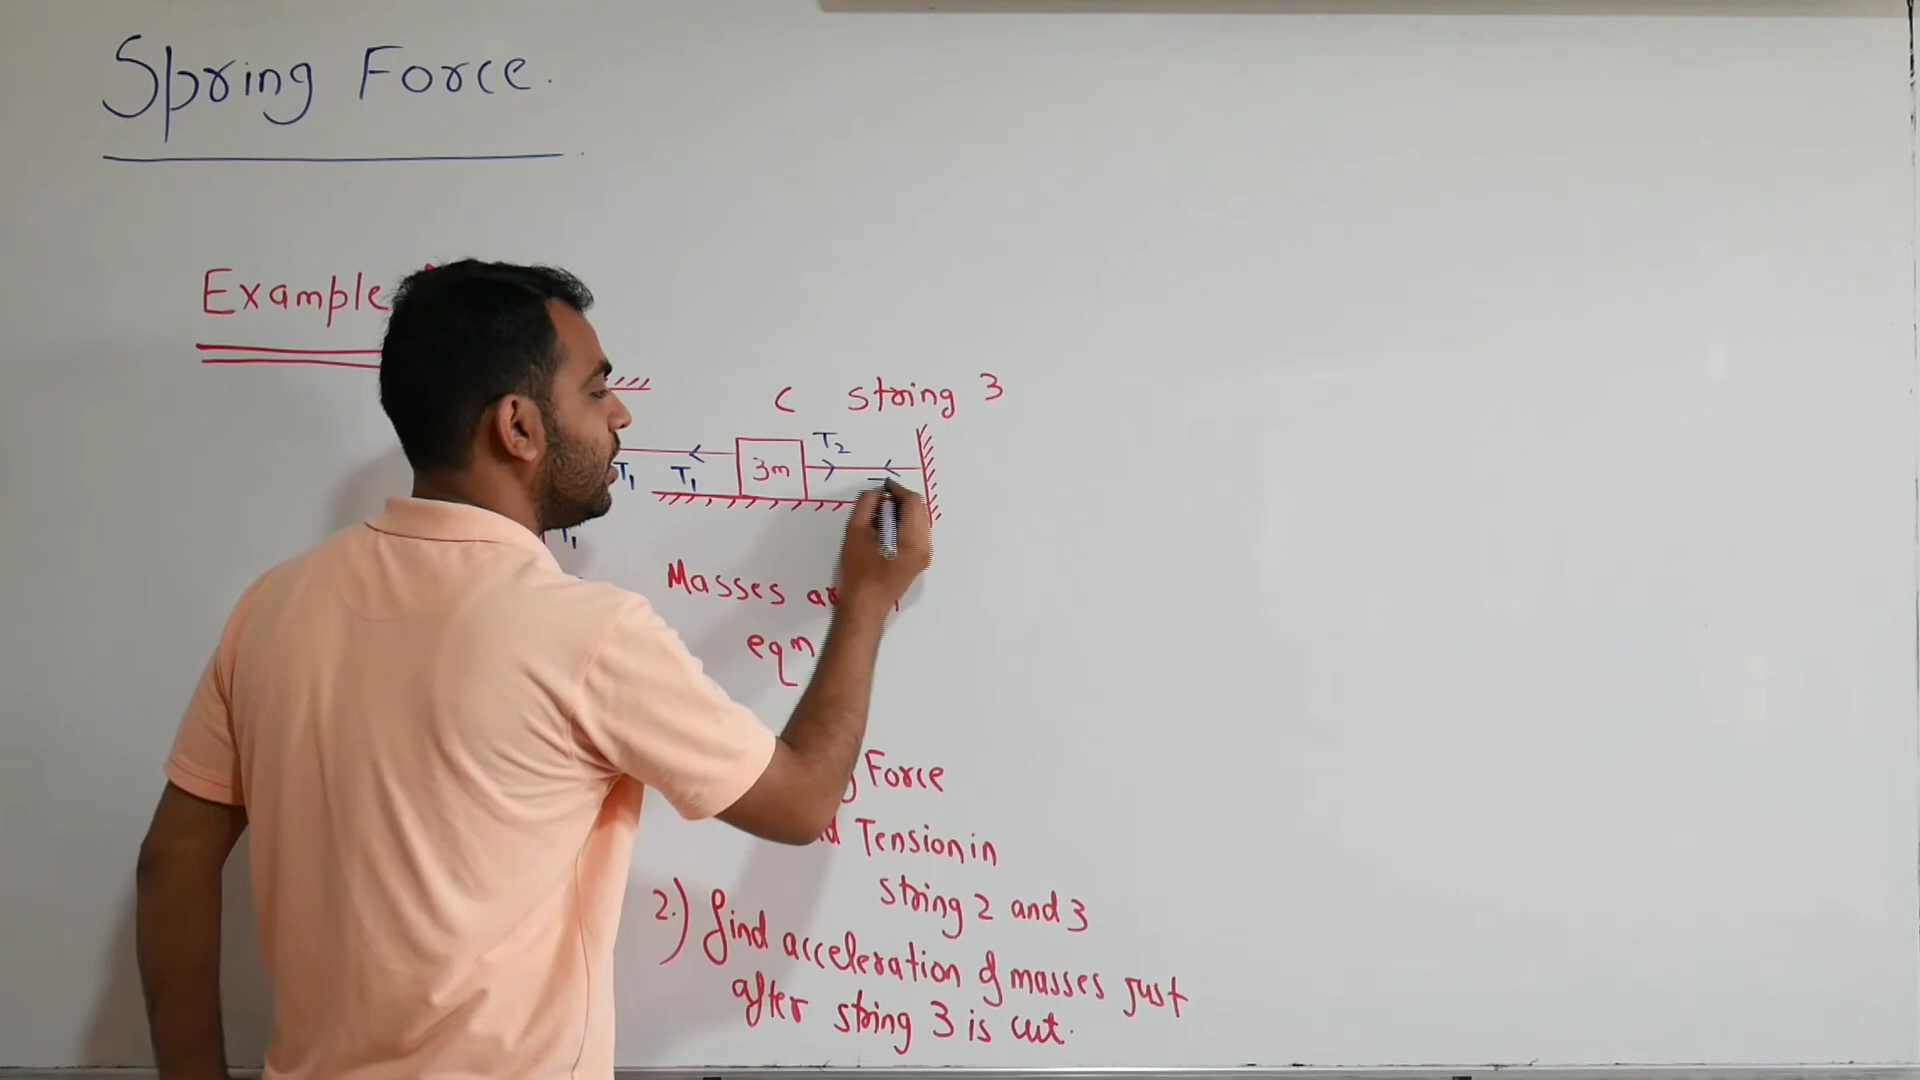 Spring Force.
Example
C string 3
T2
T1 T1 3m
T1
Masses
eqm
Force
Tension in
string 2 and 3
2.) find acceleration of masses just
after string 3 is cut.